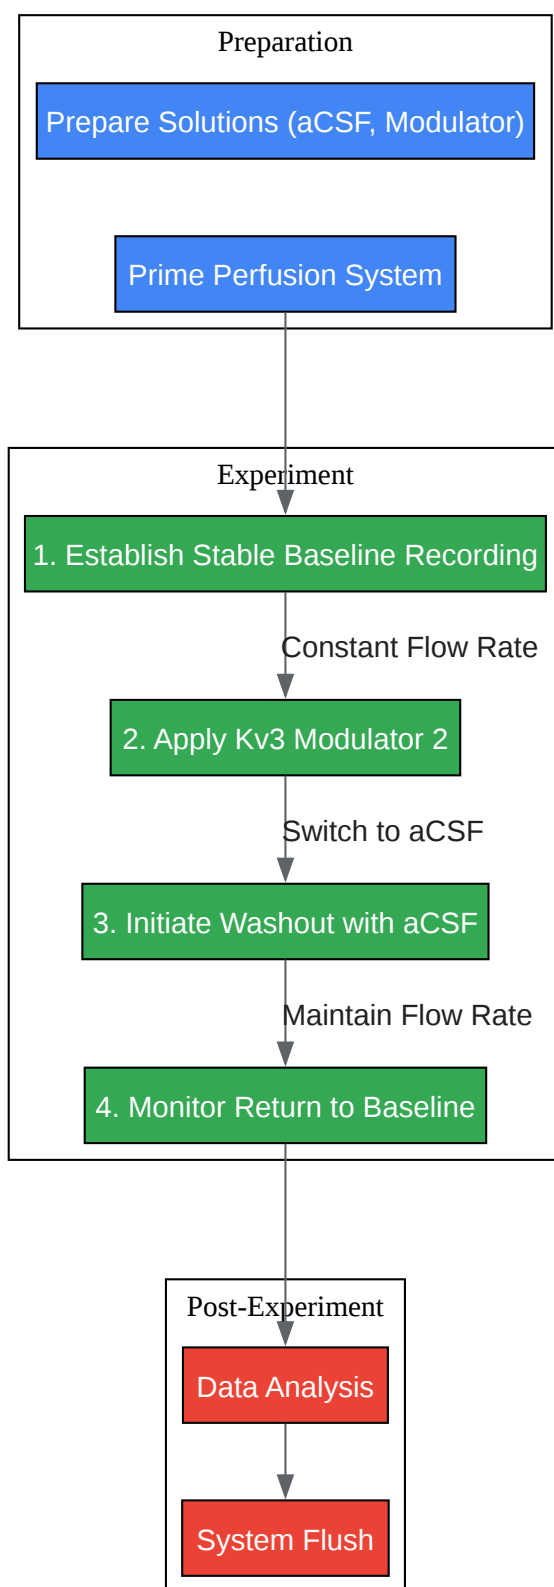 Preparation
Prepare Solutions (aCSF, Modulator)
Prime Perfusion System
Experiment
1. Establish Stable Baseline Recording
Constant Flow Rate
2. Apply Kv3 Modulator 2
Switch to aCSF
3. Initiate Washout with aCSF
Maintain Flow Rate
4. Monitor Return to Baseline
Post-Experiment
Data Analysis
System Flush